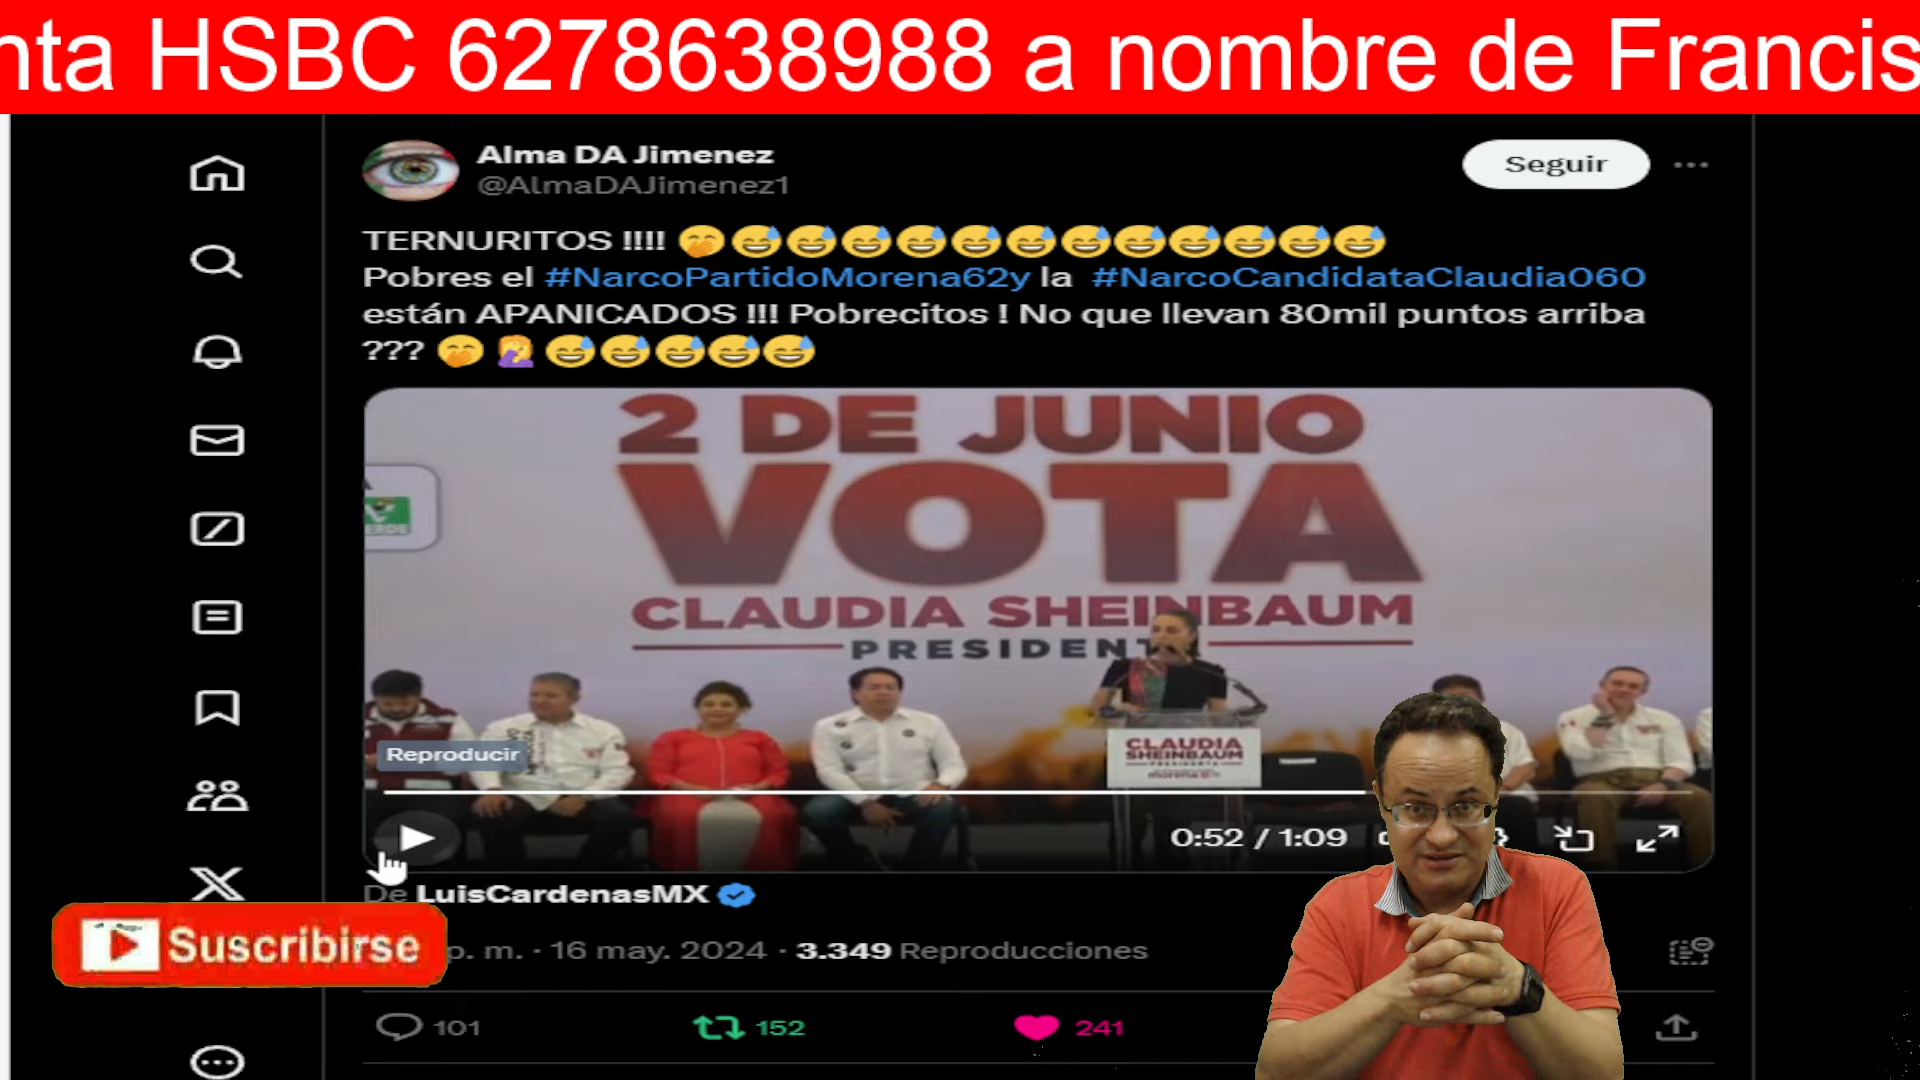 nta HSBC 6278638988 a nombre de Francis
Alma DA Jimenez
@AlmaDAJimenez1
Seguir
TERNURITOS !!!! 🤭😅😅😅😅😅😅😅😅😅😅😅😅
Pobres el #NarcoPartidoMorena62y la #NarcoCandidataClaudia060
están APANICADOS !!! Pobrecitos ! No que llevan 80mil puntos arriba
??? 🤭🤦😅😅😅😅😅
2 DE JUNIO
VOTA
CLAUDIA SHEINBAUM
PRESIDENT
CLAUDIA
SHEINBAUM
PRESIDENTA
morena
Reproducir
0:52 / 1:09
De LuisCardenasMX
Suscribirse
p. m. · 16 may. 2024 · 3.349 Reproducciones
101
152
241